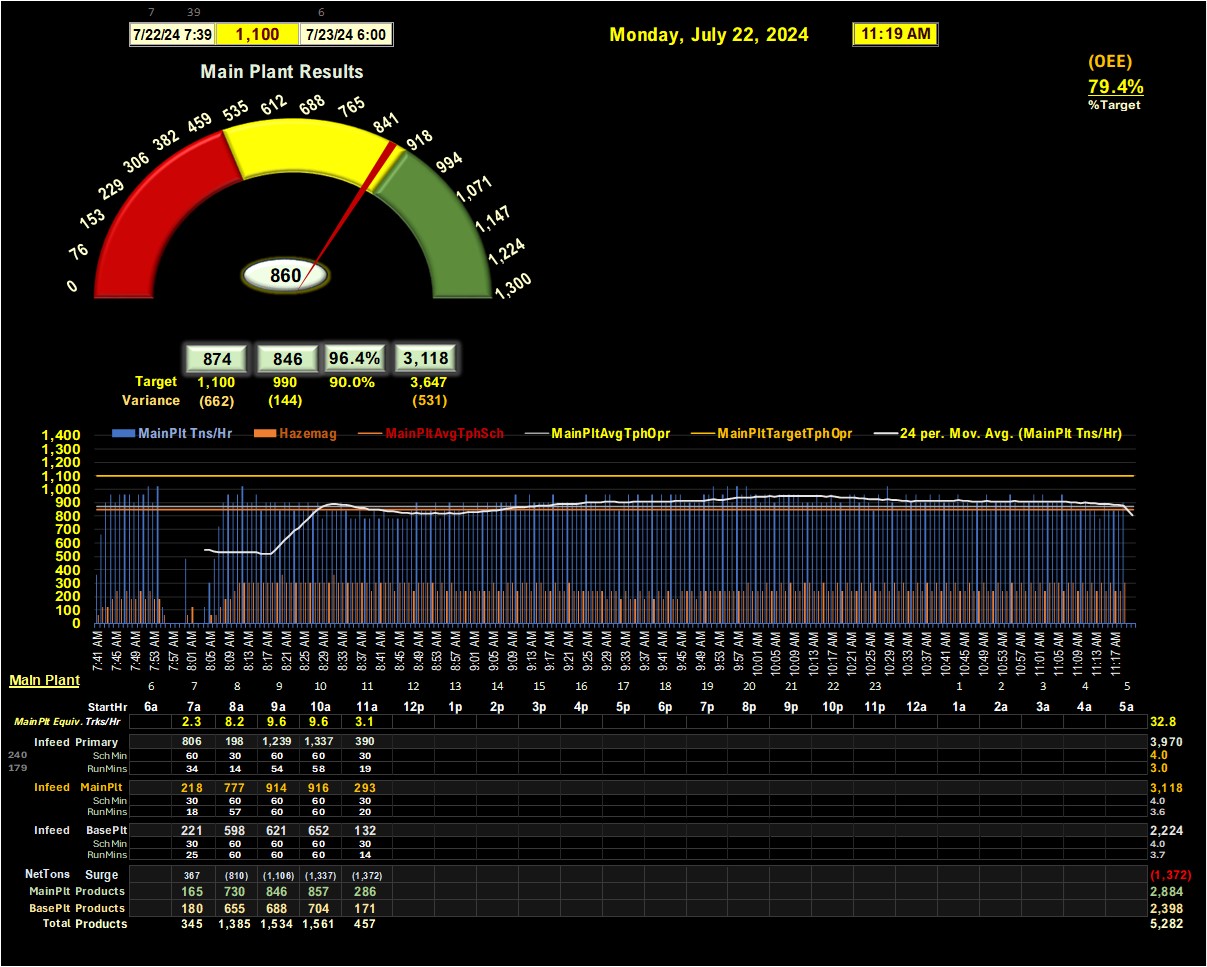 7 39 6
7/22/24 7:39 1,100 7/23/24 6:00
Monday, July 22, 2024
11:19 AM
(OEE)
79.4%
%Target
Main Plant Results
0 76 153 229 306 382 459 535 612 688 765 841 918 994 1,071 1,147 1,224 1,300
860
874 846 96.4% 3,118
Target 1,100 990 90.0% 3,647
Variance (662) (144) (531)
MainPlt Tns/Hr Hazemag MainPltAvgTphSch MainPltAvgTphOpr MainPltTargetTphOpr 24 per. Mov. Avg. (MainPlt Tns/Hr)
1,400
1,300
1,200
1,100
1,000
900
800
700
600
500
400
300
200
100
0
7:41 AM 7:45 AM 7:49 AM 7:53 AM 7:57 AM 8:01 AM 8:05 AM 8:09 AM 8:13 AM 8:17 AM 8:21 AM 8:25 AM 8:29 AM 8:33 AM 8:37 AM 8:41 AM 8:45 AM 8:49 AM 8:53 AM 8:57 AM 9:01 AM 9:05 AM 9:09 AM 9:13 AM 9:17 AM 9:21 AM 9:25 AM 9:29 AM 9:33 AM 9:37 AM 9:41 AM 9:45 AM 9:49 AM 9:53 AM 9:57 AM 10:01 AM 10:05 AM 10:09 AM 10:13 AM 10:17 AM 10:21 AM 10:25 AM 10:29 AM 10:33 AM 10:37 AM 10:41 AM 10:45 AM 10:49 AM 10:53 AM 10:57 AM 11:01 AM 11:05 AM 11:09 AM 11:13 AM 11:17 AM
Main Plant
6 7 8 9 10 11 12 13 14 15 16 17 18 19 20 21 22 23 1 2 3 4 5
StartHr 6a 7a 8a 9a 10a 11a 12p 1p 2p 3p 4p 5p 6p 7p 8p 9p 10p 11p 12a 1a 2a 3a 4a 5a
MainPlt Equiv. Trks/Hr 2.3 8.2 9.6 9.6 3.1 32.8
Infeed Primary 806 198 1,239 1,337 390 3,970
240 Sch Min 60 30 60 60 30 4.0
179 RunMins 34 14 54 58 19 3.0
Infeed MainPlt 218 777 914 916 293 3,118
Sch Min 30 60 60 60 30 4.0
RunMins 18 57 60 60 20 3.6
Infeed BasePlt 221 598 621 652 132 2,224
Sch Min 30 60 60 60 30 4.0
RunMins 25 60 60 60 14 3.7
NetTons Surge 367 (810) (1,106) (1,337) (1,372) (1,372)
MainPlt Products 165 730 846 857 286 2,884
BasePlt Products 180 655 688 704 171 2,398
Total Products 345 1,385 1,534 1,561 457 5,282